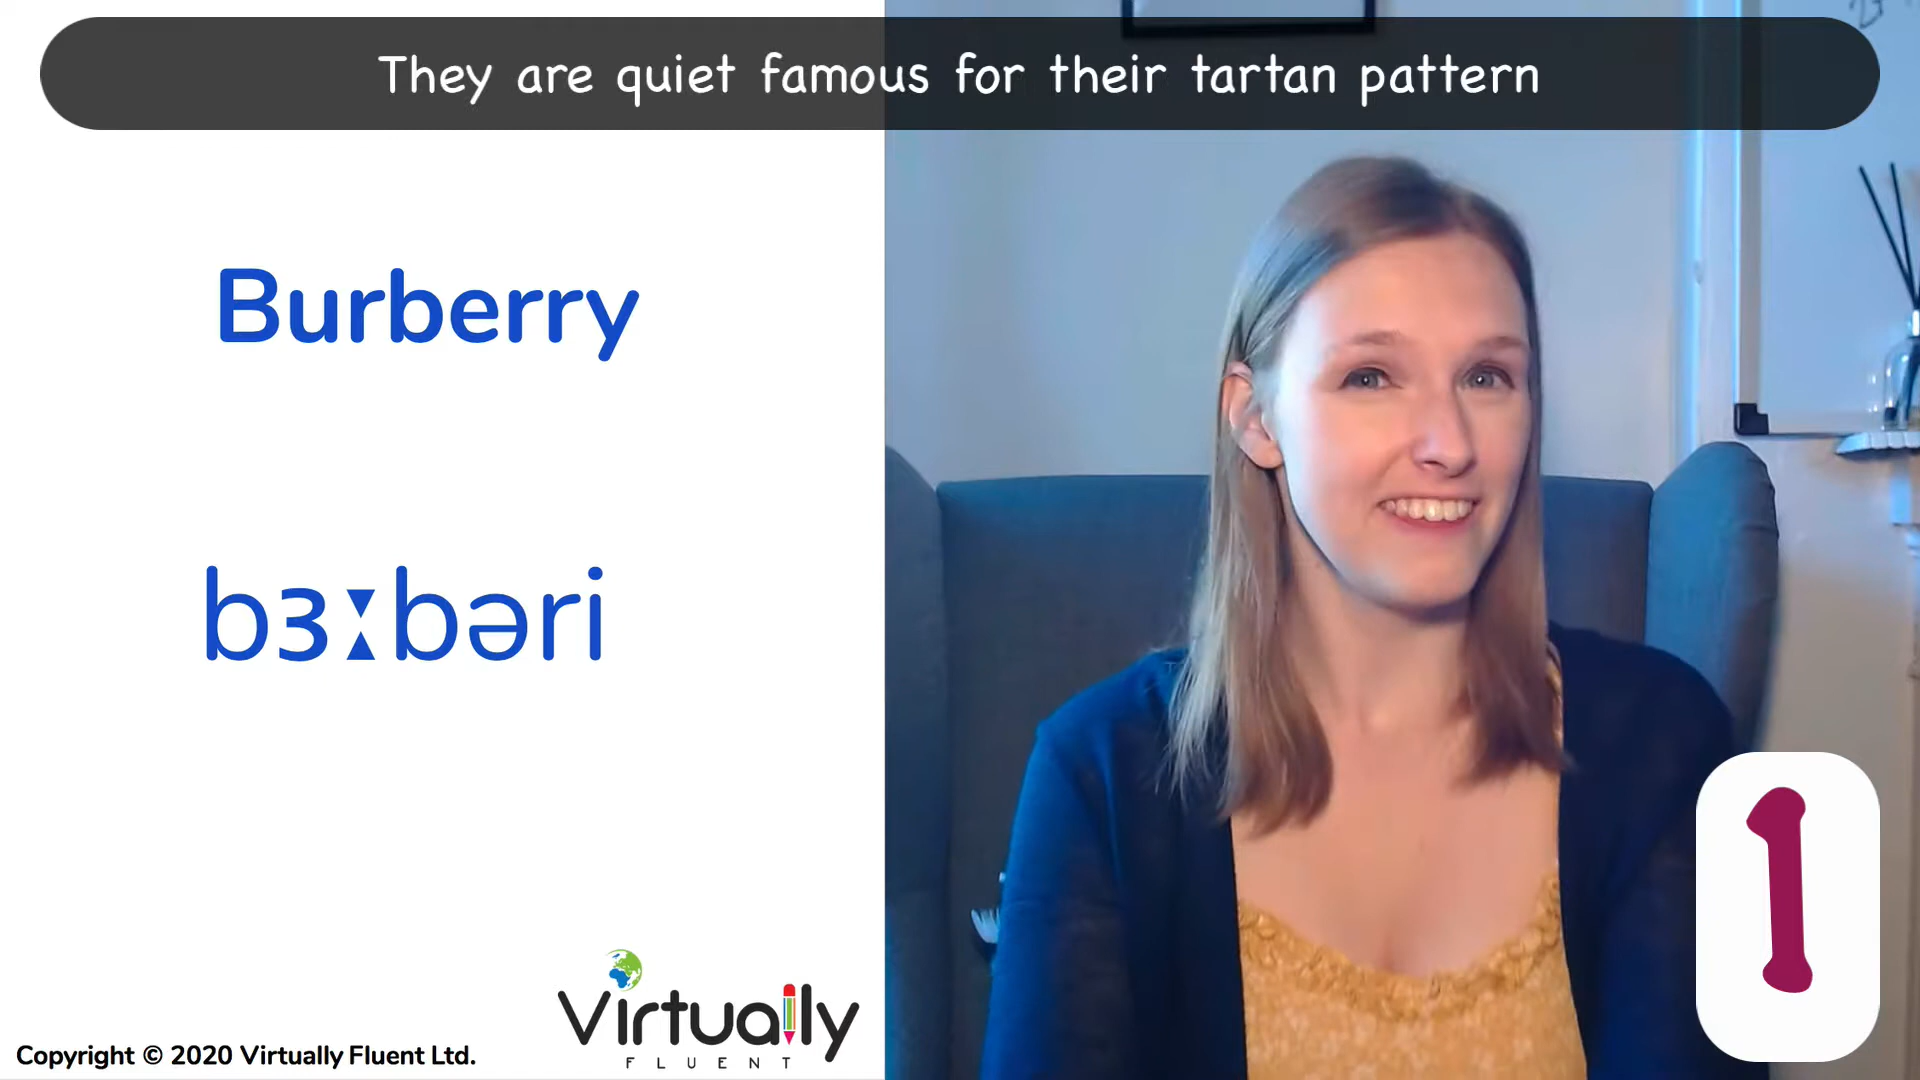 They are quiet famous for their tartan pattern
Burberry
bɜːbəri
1
Virtually
FLUENT
Copyright © 2020 Virtually Fluent Ltd.